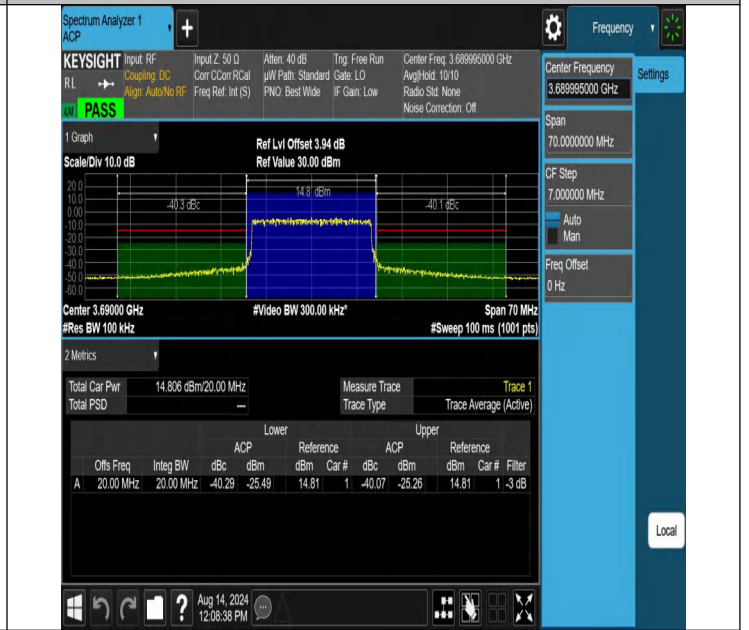 Spectrum Analyzer 1
ACP
+
Frequency
KEYSIGHT
RL
PASS
Input: RF
Coupling: DC
Align: Auto/No RF
Input Z: 50 Ω
Corr CCorr RCal
Freq Ref: Int (S)
Atten: 40 dB
µW Path: Standard
PNO: Best Wide
Trig: Free Run
Gate: LO
IF Gain: Low
Center Freq: 3.689995000 GHz
Avg|Hold: 10/10
Radio Std: None
Noise Correction: Off
Center Frequency
3.689995000 GHz
Settings
Span
70.0000000 MHz
CF Step
7.000000 MHz
Auto
Man
Freq Offset
0 Hz
1 Graph
Scale/Div 10.0 dB
Ref Lvl Offset 3.94 dB
Ref Value 30.00 dBm
20.0
10.0
0.00
-10.0
-20.0
-30.0
-40.0
-50.0
-60.0
-40.3 dBc
14.8 dBm
-40.1 dBc
Center 3.69000 GHz
#Video BW 300.00 kHz*
Span 70 MHz
#Res BW 100 kHz
#Sweep 100 ms (1001 pts)
2 Metrics
Total Car Pwr 14.806 dBm/20.00 MHz
Total PSD ---
Measure Trace Trace 1
Trace Type Trace Average (Active)
Lower Upper
ACP Reference ACP Reference
Offs Freq Integ BW dBc dBm dBm Car # dBc dBm dBm Car # Filter
A 20.00 MHz 20.00 MHz -40.29 -25.49 14.81 1 -40.07 -25.26 14.81 1 -3 dB
Local
?
Aug 14, 2024
12:08:38 PM